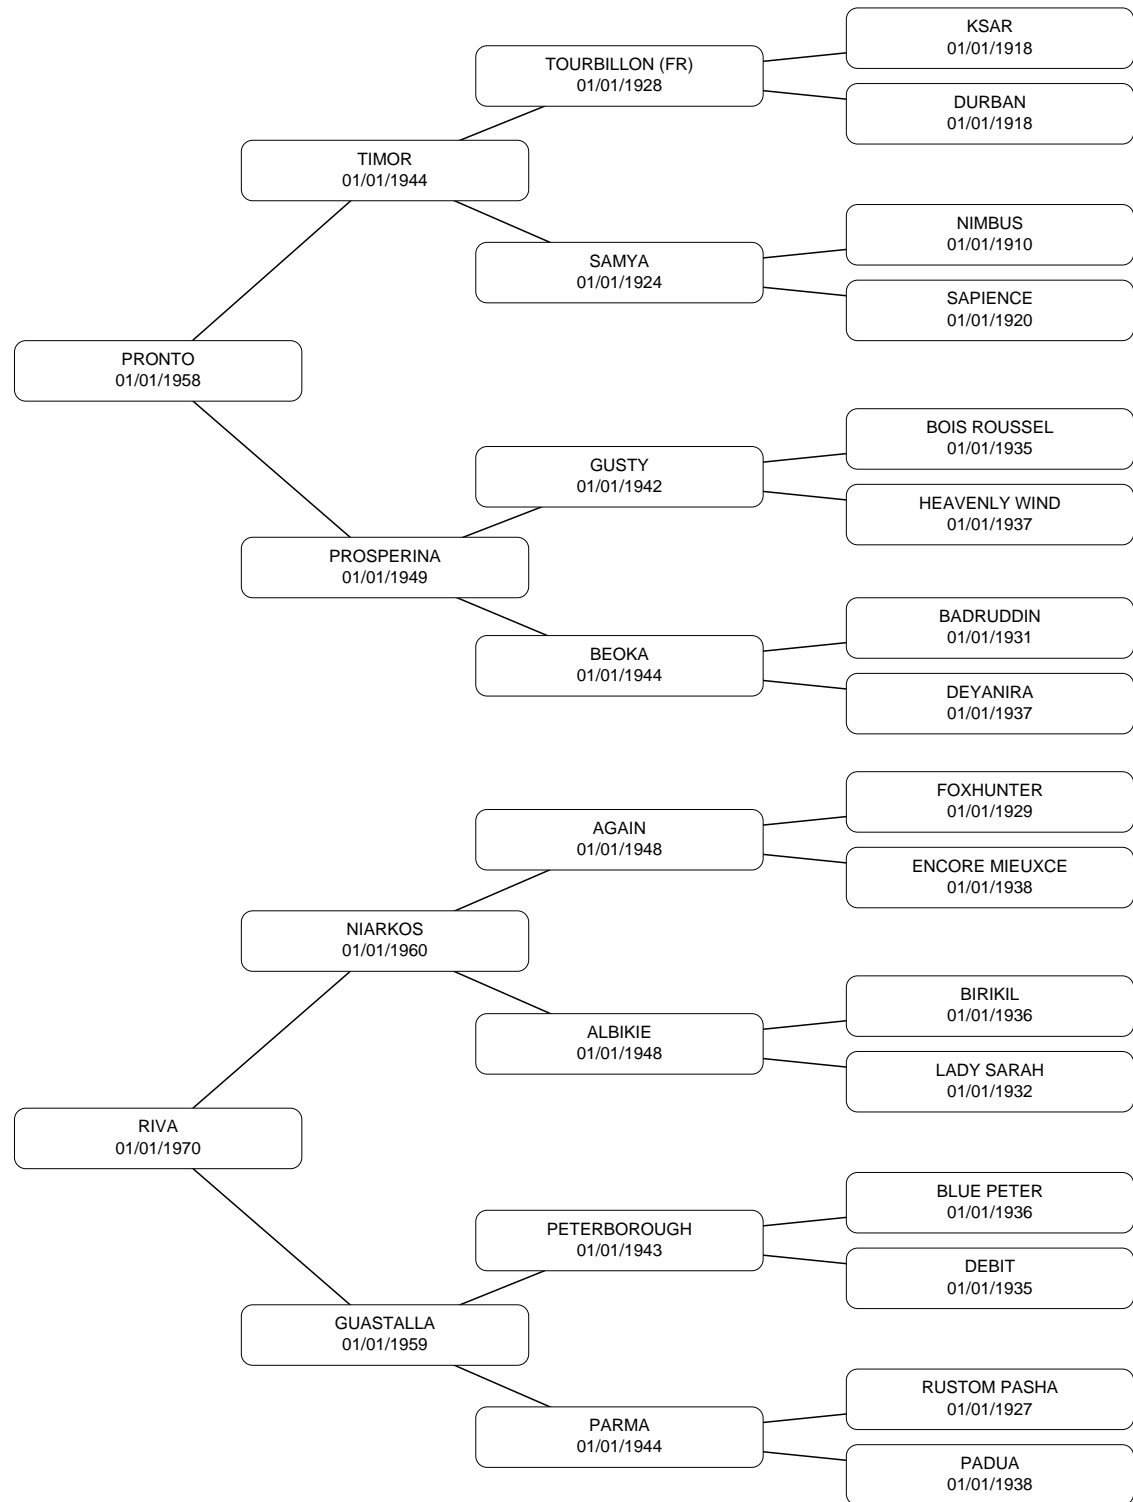 KSAR
01/01/1918
TOURBILLON (FR)
01/01/1928
DURBAN
01/01/1918
TIMOR
01/01/1944
NIMBUS
01/01/1910
SAMYA
01/01/1924
SAPIENCE
01/01/1920
PRONTO
01/01/1958
BOIS ROUSSEL
01/01/1935
GUSTY
01/01/1942
HEAVENLY WIND
01/01/1937
PROSPERINA
01/01/1949
BADRUDDIN
01/01/1931
BEOKA
01/01/1944
DEYANIRA
01/01/1937
FOXHUNTER
01/01/1929
AGAIN
01/01/1948
ENCORE MIEUXCE
01/01/1938
NIARKOS
01/01/1960
BIRIKIL
01/01/1936
ALBIKIE
01/01/1948
LADY SARAH
01/01/1932
RIVA
01/01/1970
BLUE PETER
01/01/1936
PETERBOROUGH
01/01/1943
DEBIT
01/01/1935
GUASTALLA
01/01/1959
RUSTOM PASHA
01/01/1927
PARMA
01/01/1944
PADUA
01/01/1938